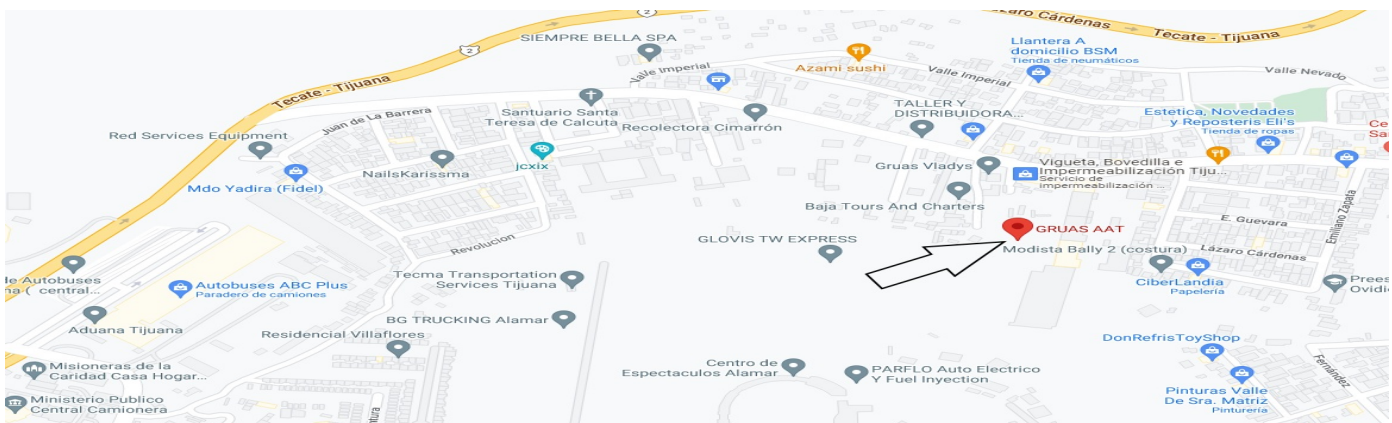 2
Lázaro Cárdenas
Tecate - Tijuana
SIEMPRE BELLA SPA
2
Llantera A
domicilio BSM
Tienda de neumáticos
Valle Imperial
Azami sushi
Valle Imperial
Valle Nevado
Tecate - Tijuana
Juan de La Barrera
Santuario Santa
Teresa de Calcuta
Recolectora Cimarrón
TALLER Y
DISTRIBUIDORA...
Estetica, Novedades
y Reposteris Eli's
Tienda de ropas
Red Services Equipment
jcxix
NailsKarissma
Mdo Yadira (Fidel)
Gruas Vladys
Vigueta, Bovedilla e
Impermeabilización Tiju...
Servicio de
impermeabilización ...
Baja Tours And Charters
E. Guevara
Emiliano Zapata
GRUAS AAT
GLOVIS TW EXPRESS
Revolucion
Modista Bally 2 (costura)
Lázaro Cárdenas
de Autobuses
central...
Autobuses ABC Plus
Paradero de camiones
Tecma Transportation
Services Tijuana
CiberLandia
Papelería
Prees
Ovidi
Aduana Tijuana
BG TRUCKING Alamar
Residencial Villaflores
DonRefrisToyShop
Misioneras de la
Caridad Casa Hogar...
Centro de
Espectaculos Alamar
PARFLO Auto Electrico
Y Fuel Inyection
Fernández
Pinturas Valle
De Sra. Matriz
Pinturería
Ministerio Publico
Central Camionera